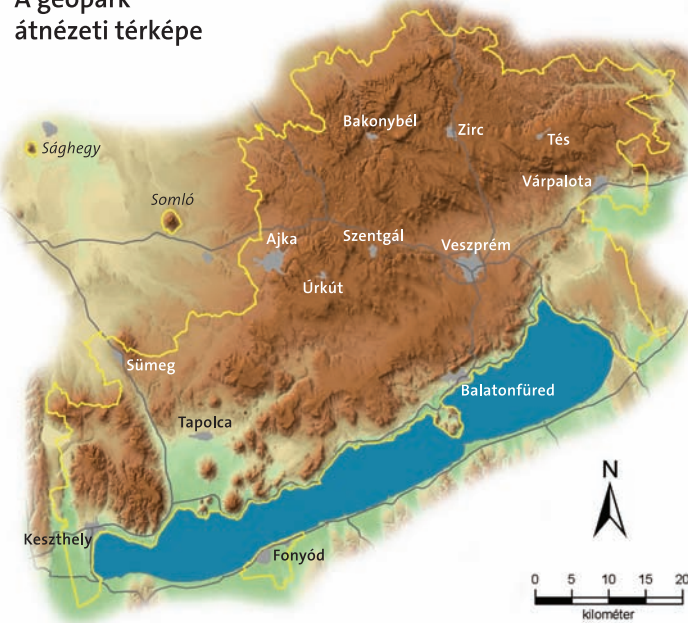 A geopark
átnézeti térképe
Bakonybél
Zirc
Tés
Sághegy
Várpalota
Somló
Ajka
Szentgál
Veszprém
Úrkút
Sümeg
Balatonfüred
Tapolca
N
Keszthely
Fonyód
0 5 10 15 20
kilométer